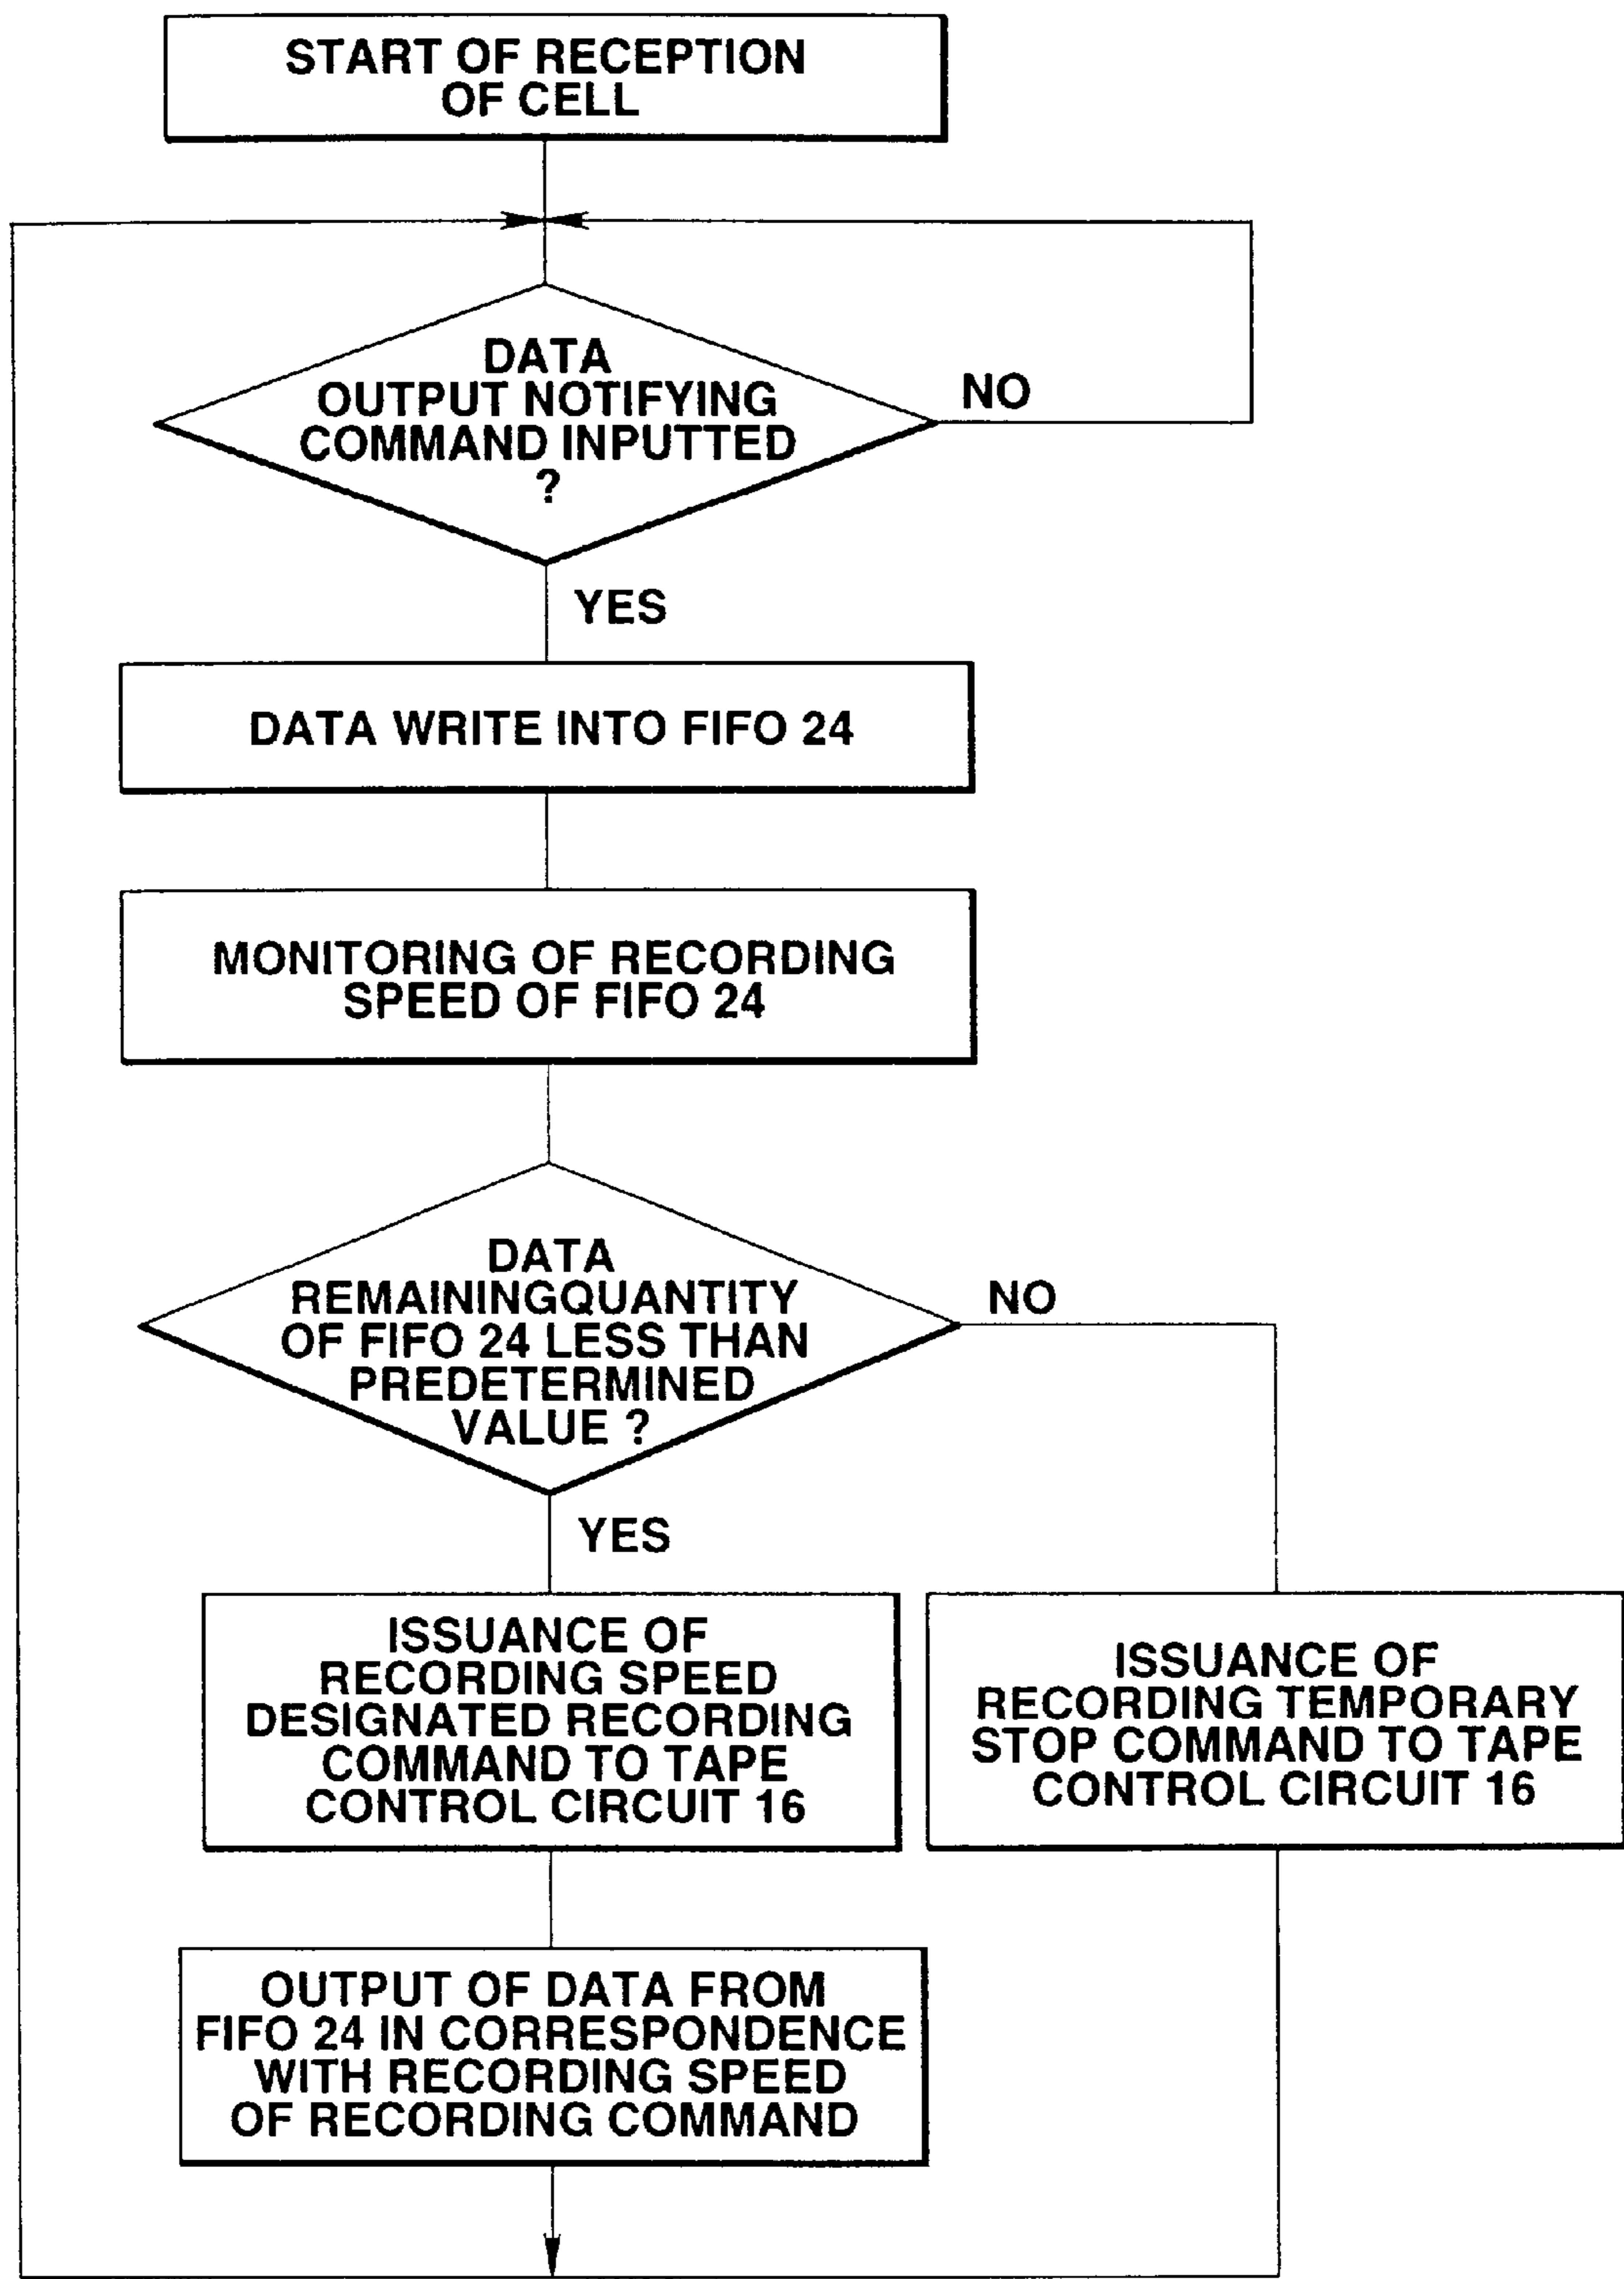 START OF RECEPTION
OF CELL
DATA
OUTPUT NOTIFYING
COMMAND INPUTTED
?
NO
YES
DATA WRITE INTO FIFO 24
MONITORING OF RECORDING
SPEED OF FIFO 24
DATA
REMAININGQUANTITY
OF FIFO 24 LESS THAN
PREDETERMINED
VALUE ?
NO
YES
ISSUANCE OF
RECORDING SPEED
DESIGNATED RECORDING
COMMAND TO TAPE
CONTROL CIRCUIT 16
ISSUANCE OF
RECORDING TEMPORARY
STOP COMMAND TO TAPE
CONTROL CIRCUIT 16
OUTPUT OF DATA FROM
FIFO 24 IN CORRESPONDENCE
WITH RECORDING SPEED
OF RECORDING COMMAND